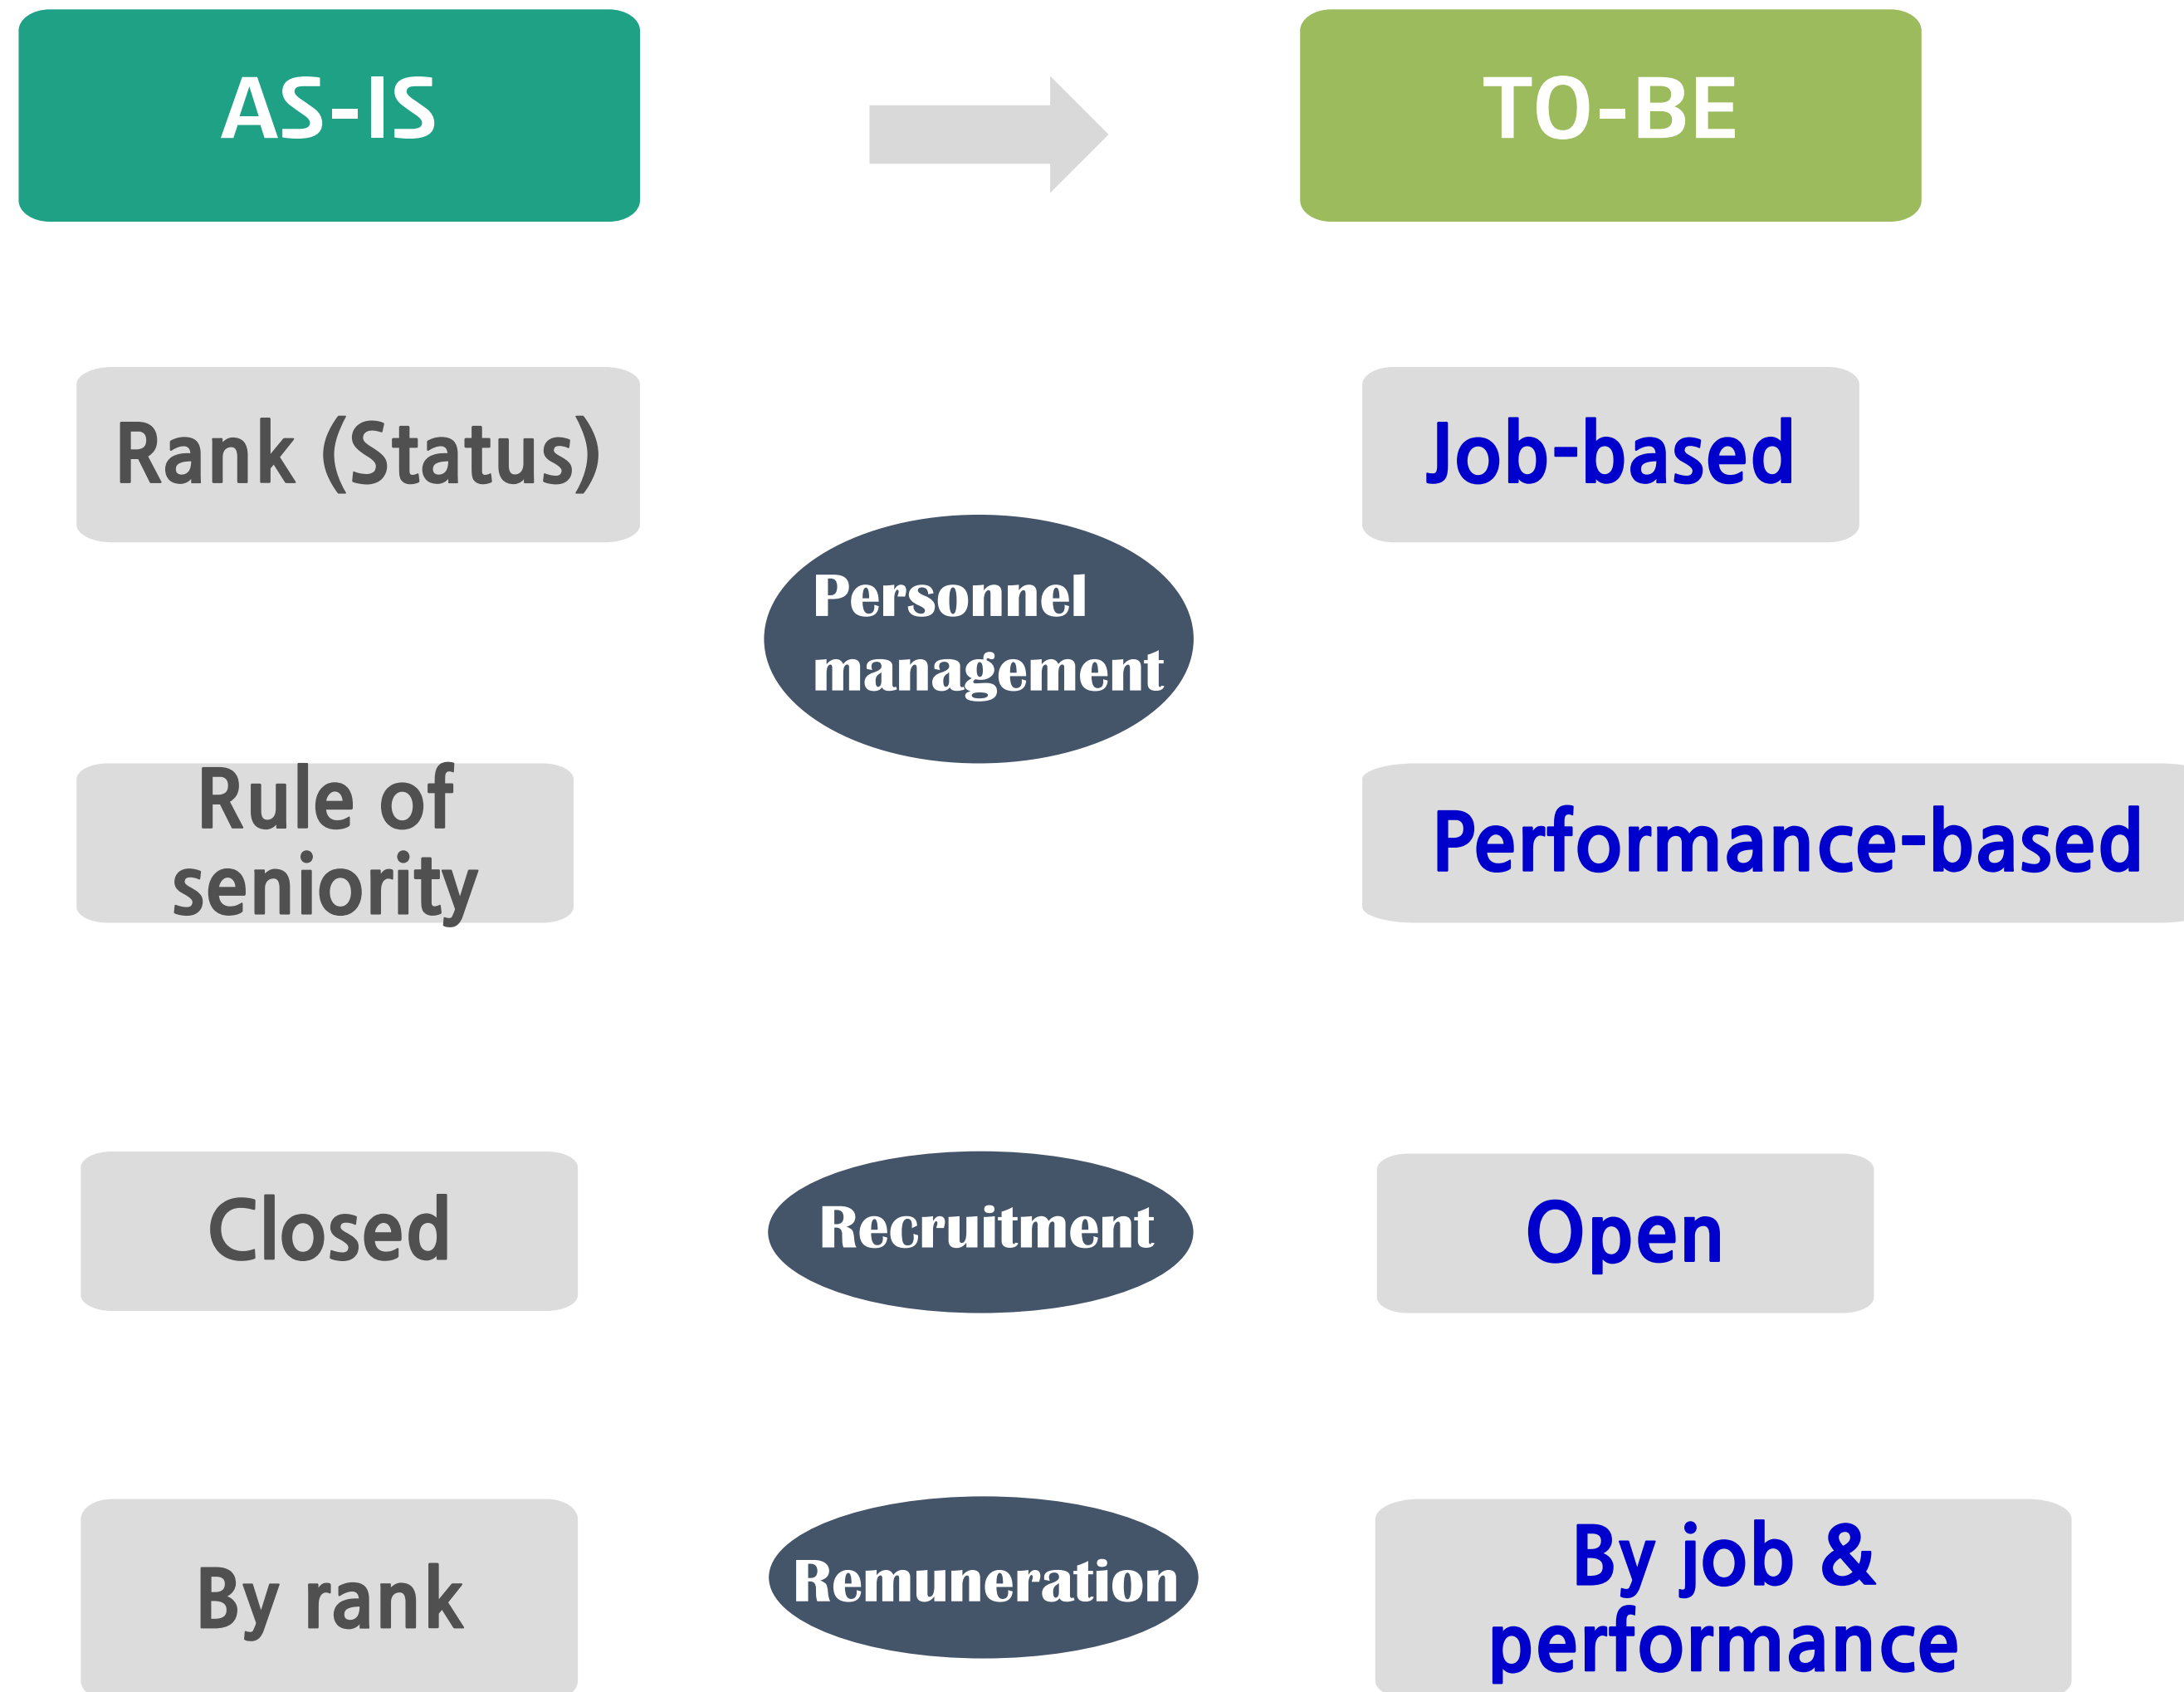 AS-IS
TO-BE
Rank (Status)
Job-based
Personnel
management
Rule of
seniority
Performance-based
Closed
Recruitment
Open
By rank
Remuneration
By job &
performance